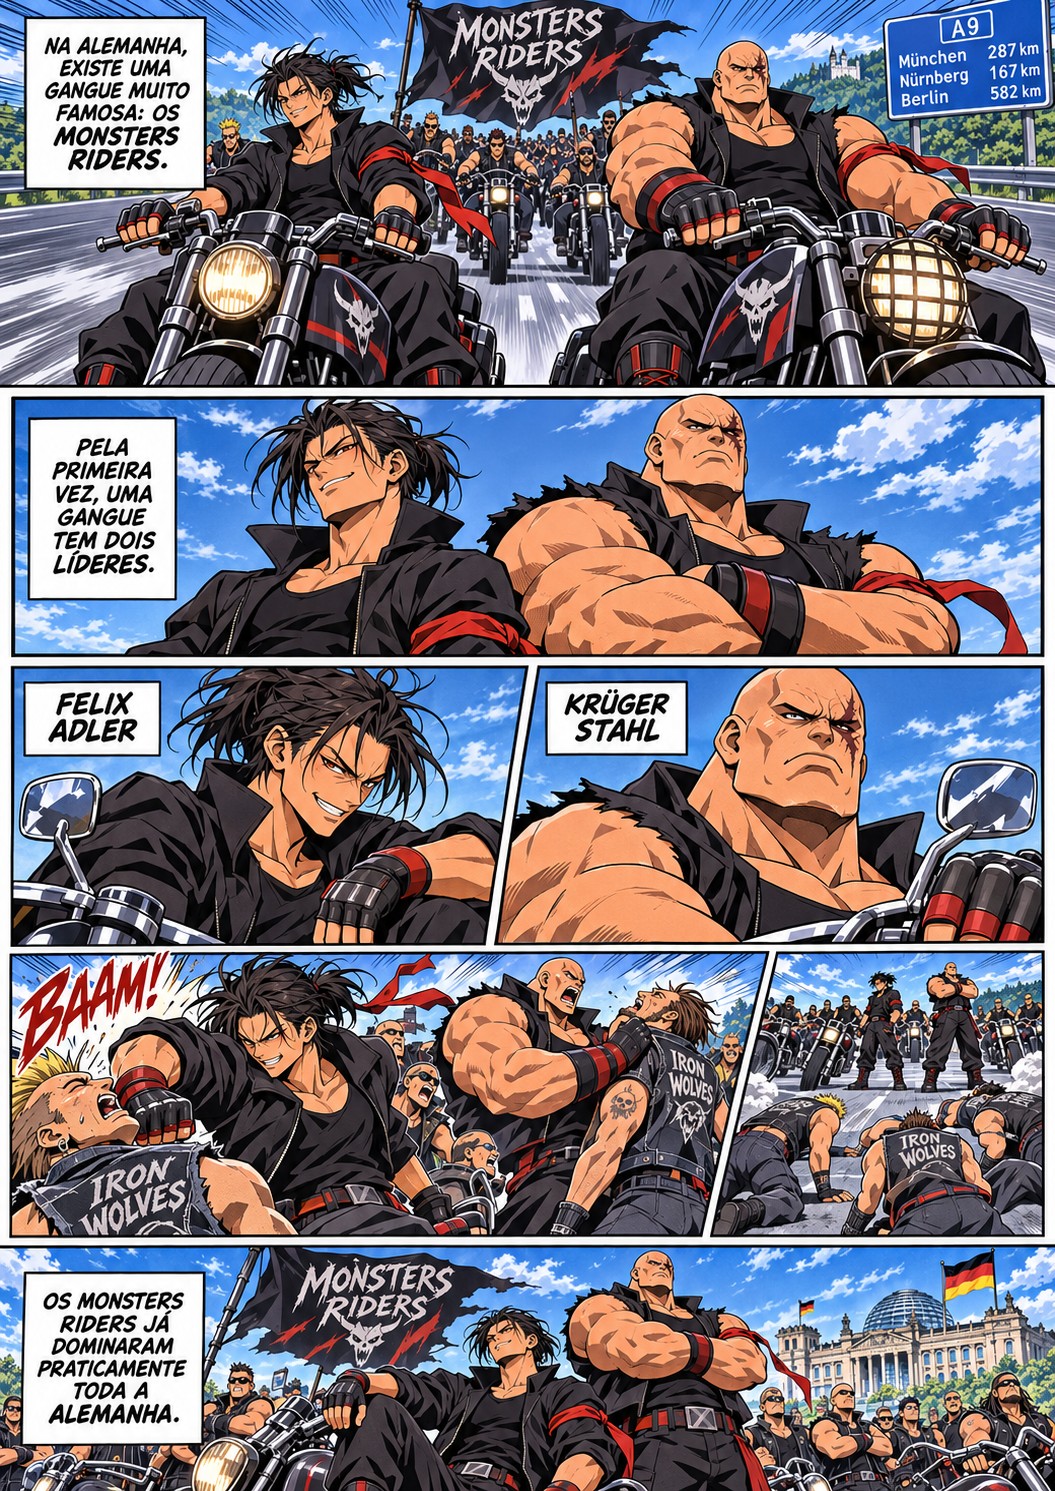 NA ALEMANHA,
EXISTE UMA
GANGUE MUITO
FAMOSA: OS
MONSTERS
RIDERS.
MONSTERS
RIDERS
A9
München 287 km
Nürnberg 167 km
Berlin 582 km
PELA
PRIMEIRA
VEZ, UMA
GANGUE
TEM DOIS
LÍDERES.
FELIX
ADLER
KRÜGER
STAHL
BAAM!
IRON
WOLVES
IRON
WOLVES
IRON
WOLVES
OS MONSTERS
RIDERS JÁ
DOMINARAM
PRATICAMENTE
TODA A
ALEMANHA.
MONSTERS
RIDERS